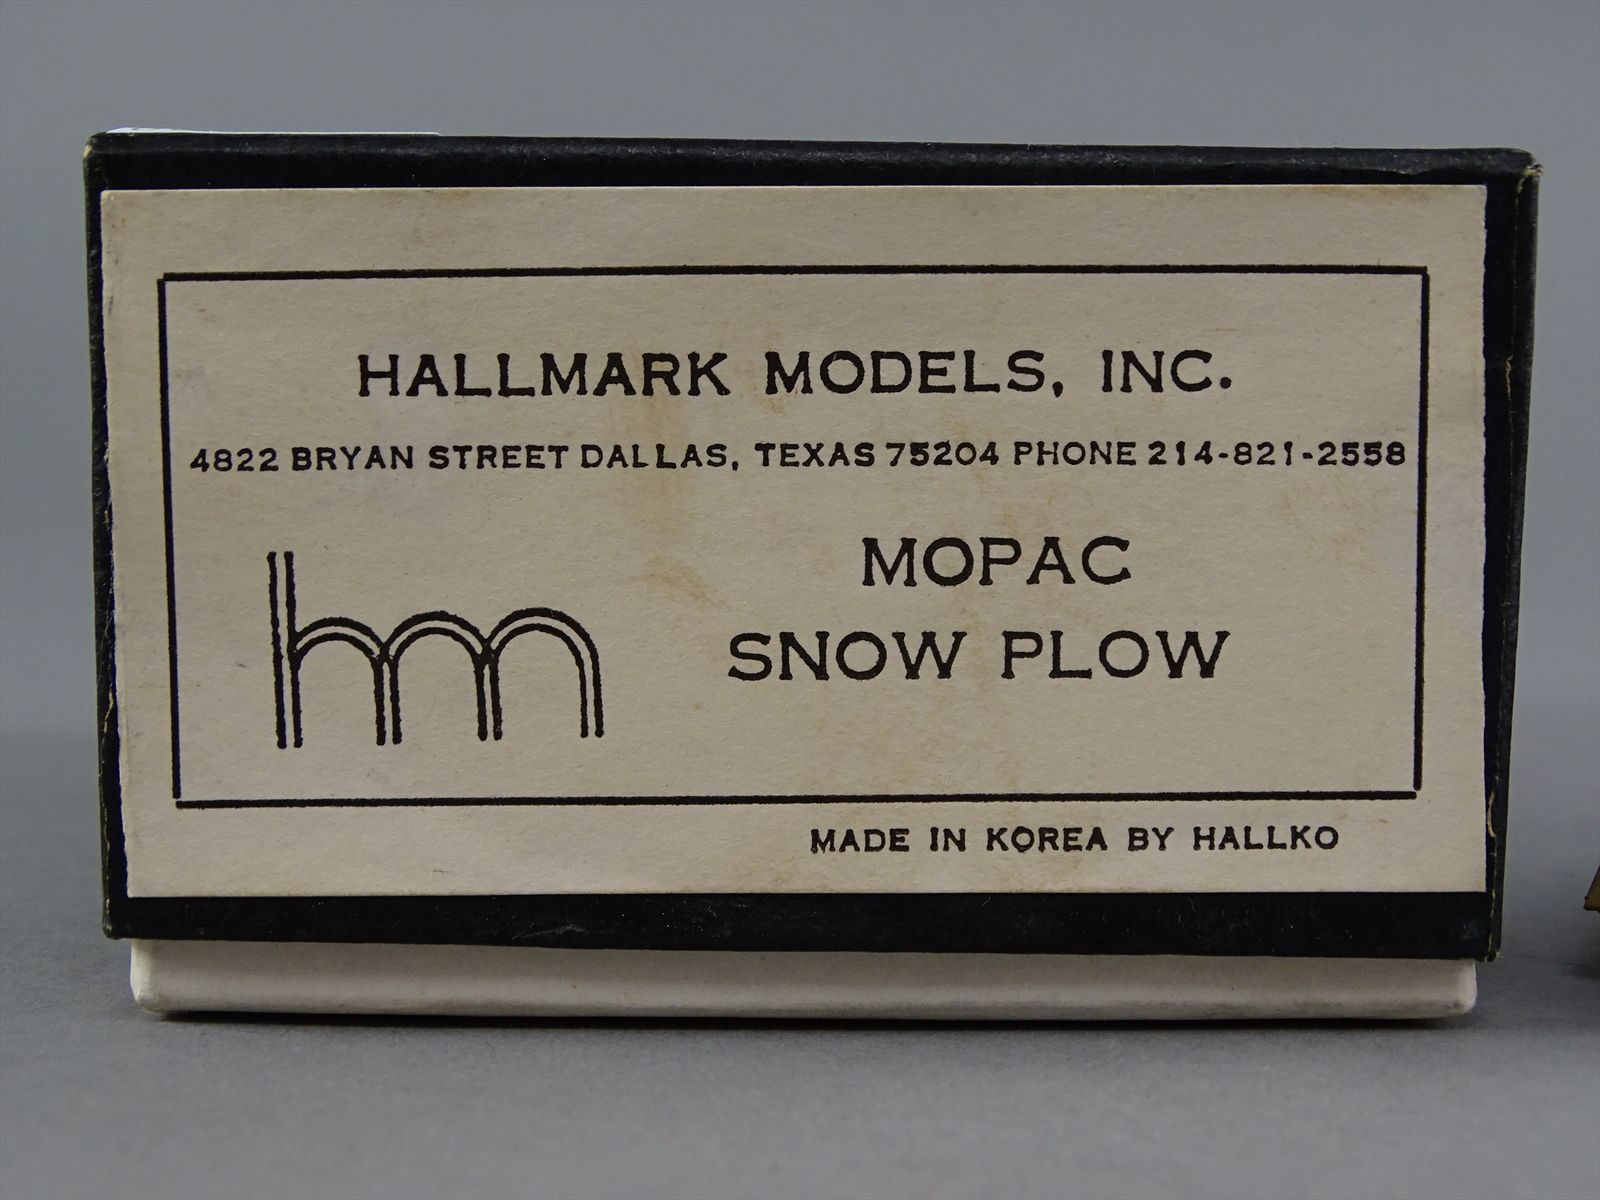 HALLMARK MODELS, INC.
4822 BRYAN STREET DALLAS, TEXAS 75204 PHONE 214-821-2558
hm
MOPAC
SNOW PLOW
MADE IN KOREA BY HALLKO